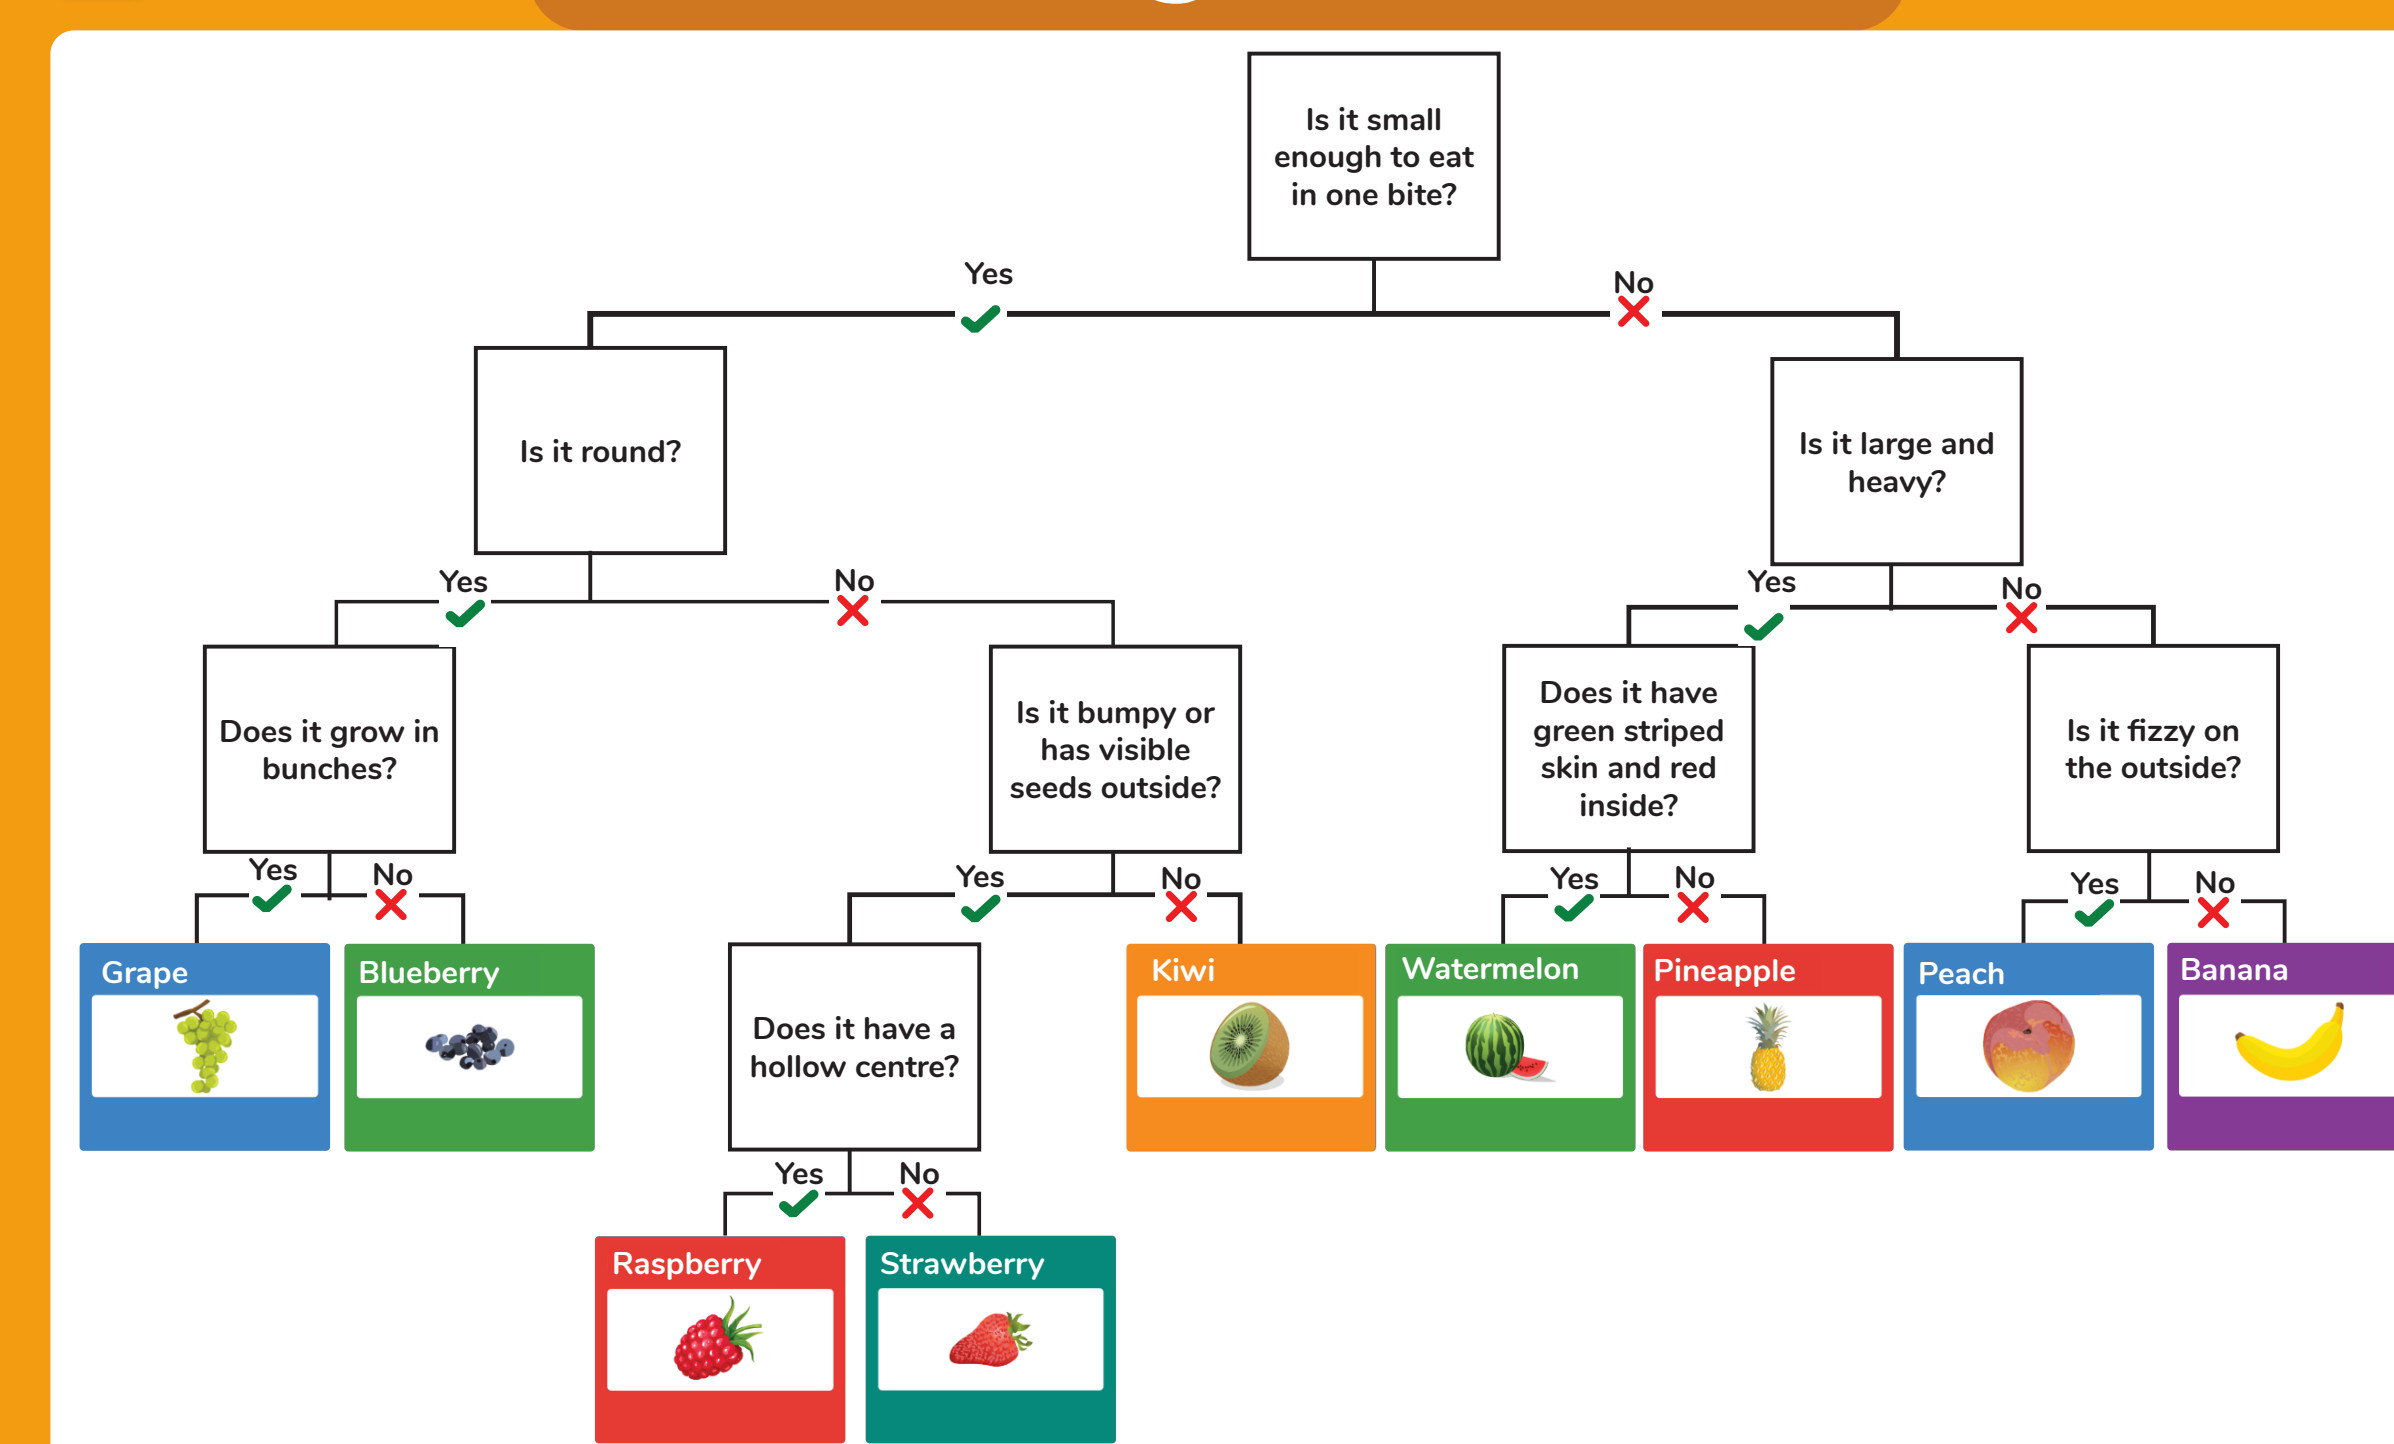 Is it small
enough to eat
in one bite?
Yes
No
Is it round?
Is it large and
heavy?
Yes
No
Yes
No
Does it grow in
bunches?
Is it bumpy or
has visible
seeds outside?
Does it have
green striped
skin and red
inside?
Is it fizzy on
the outside?
Yes
No
Yes
No
Yes
No
Yes
No
Grape
Blueberry
Does it have a
hollow centre?
Kiwi
Watermelon
Pineapple
Peach
Banana
Yes
No
Raspberry
Strawberry